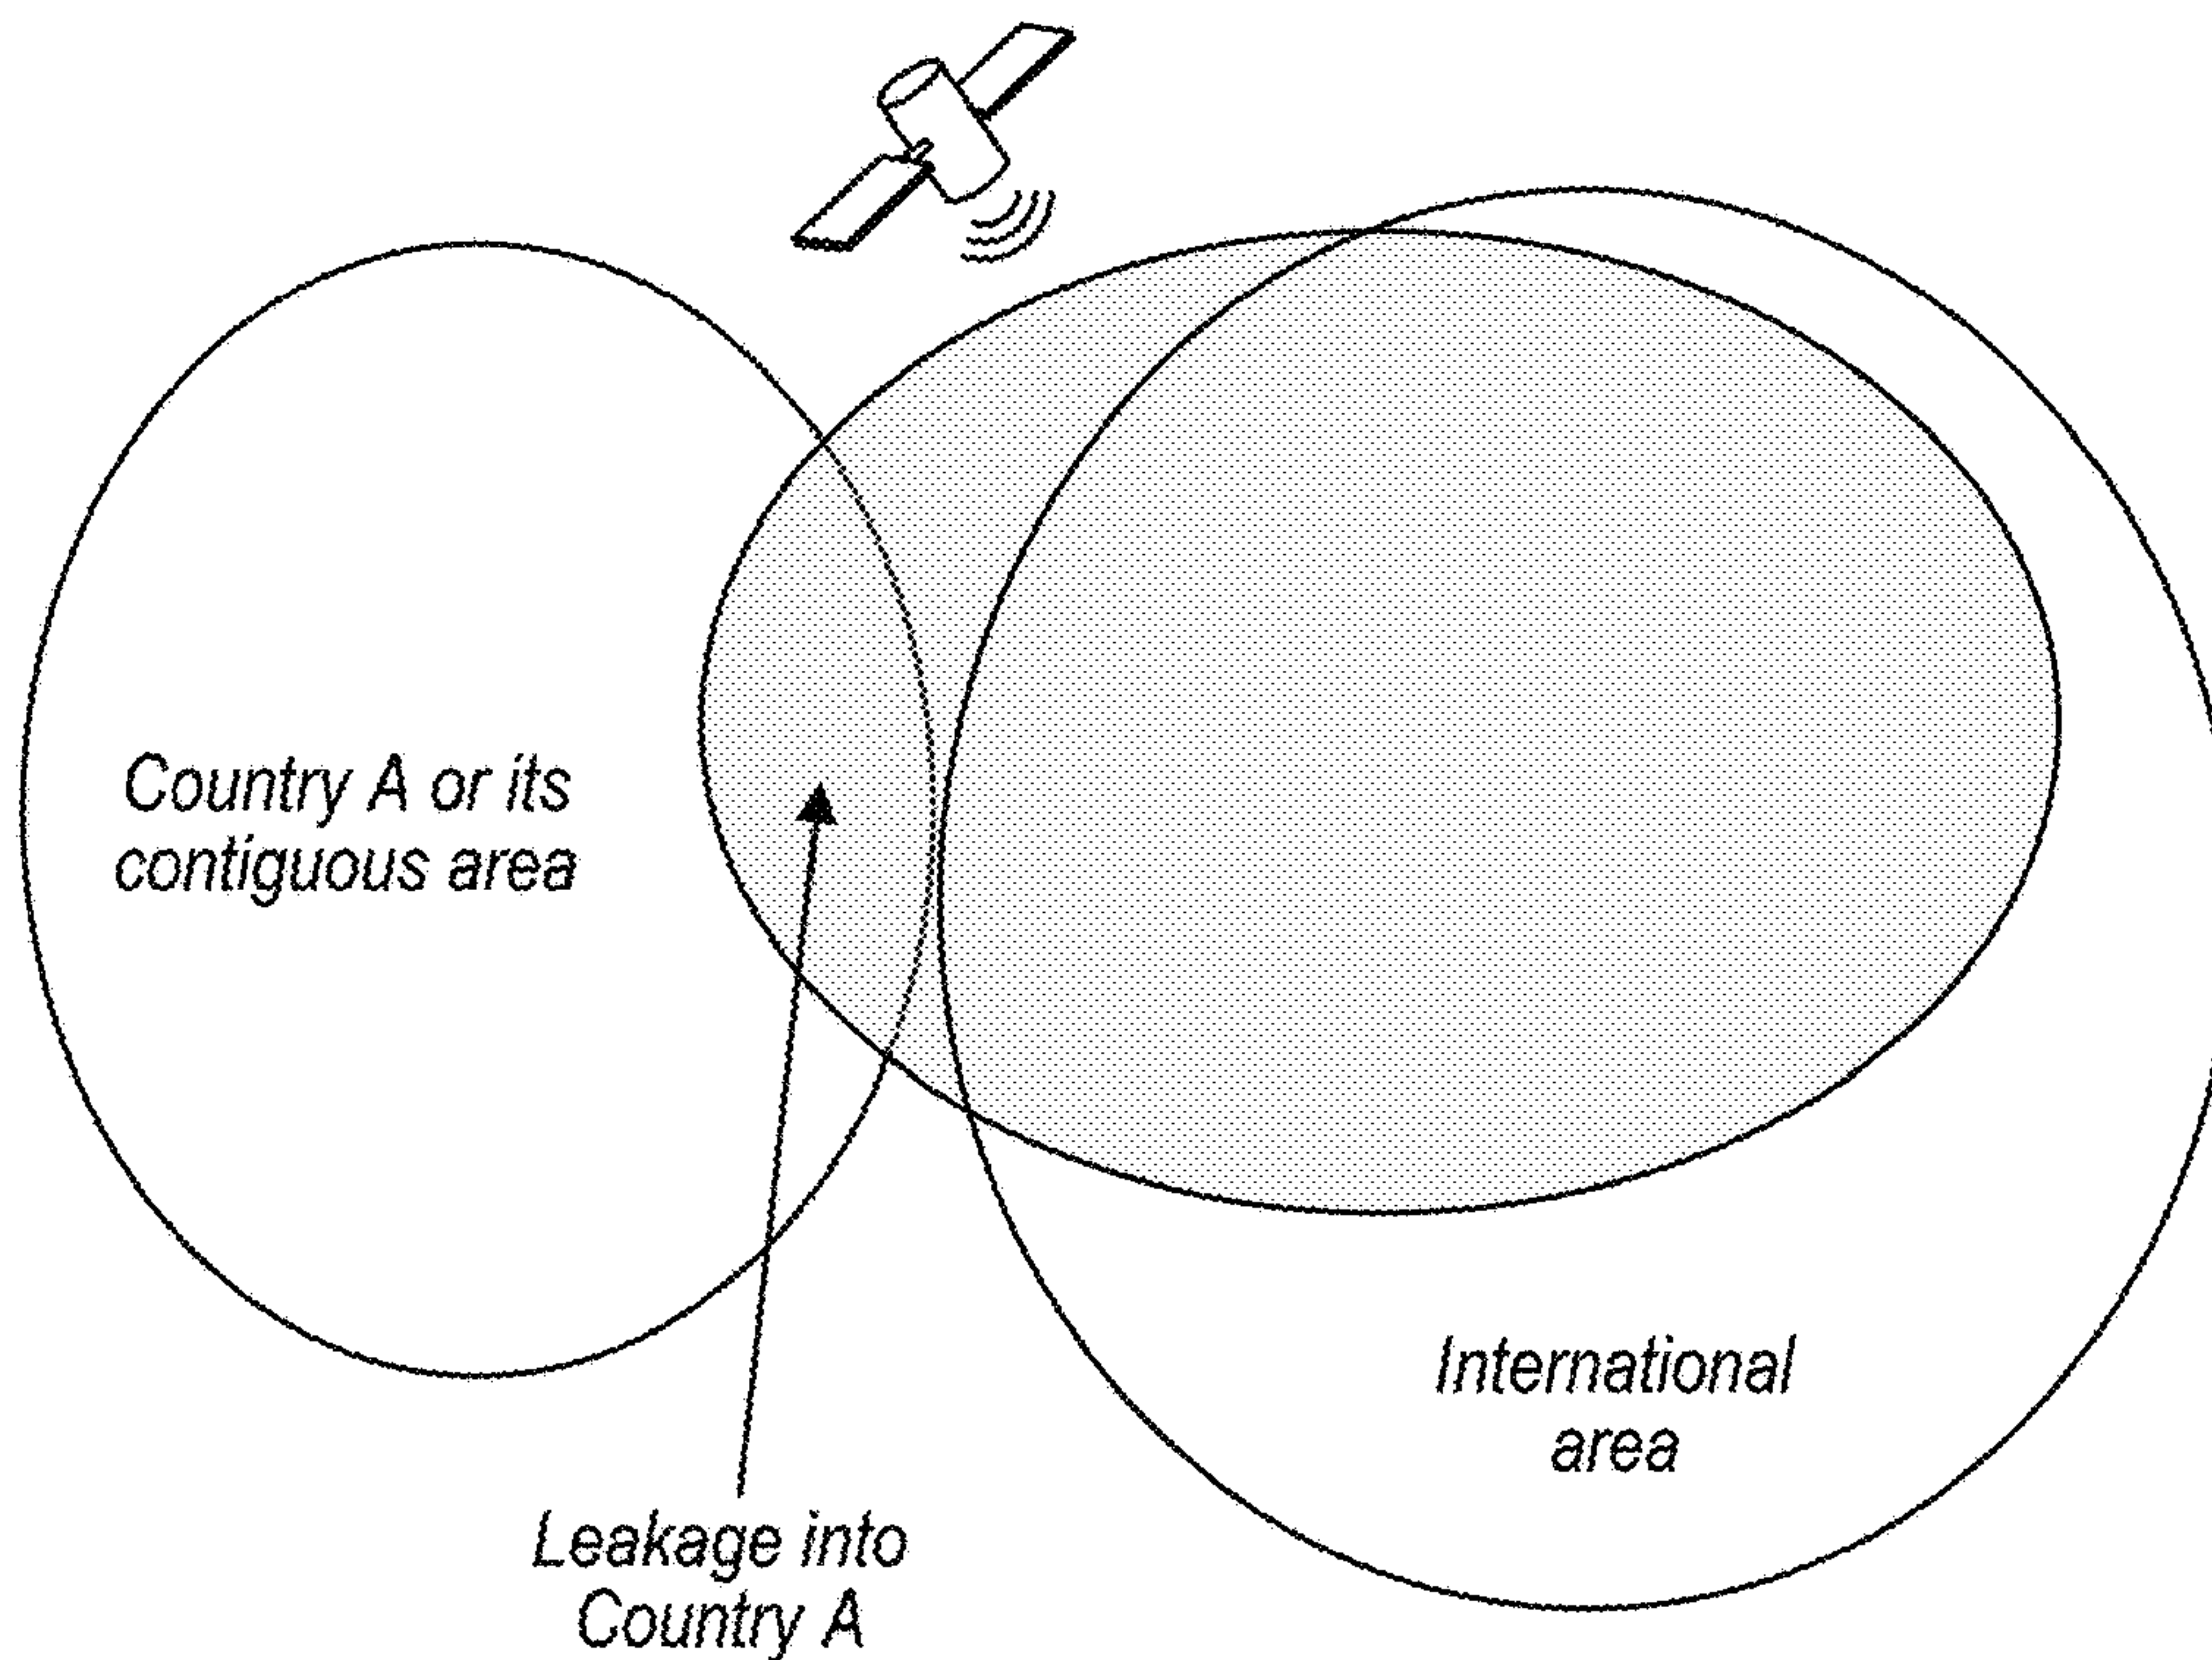 Country A or its
contiguous area
International
area
Leakage into
Country A